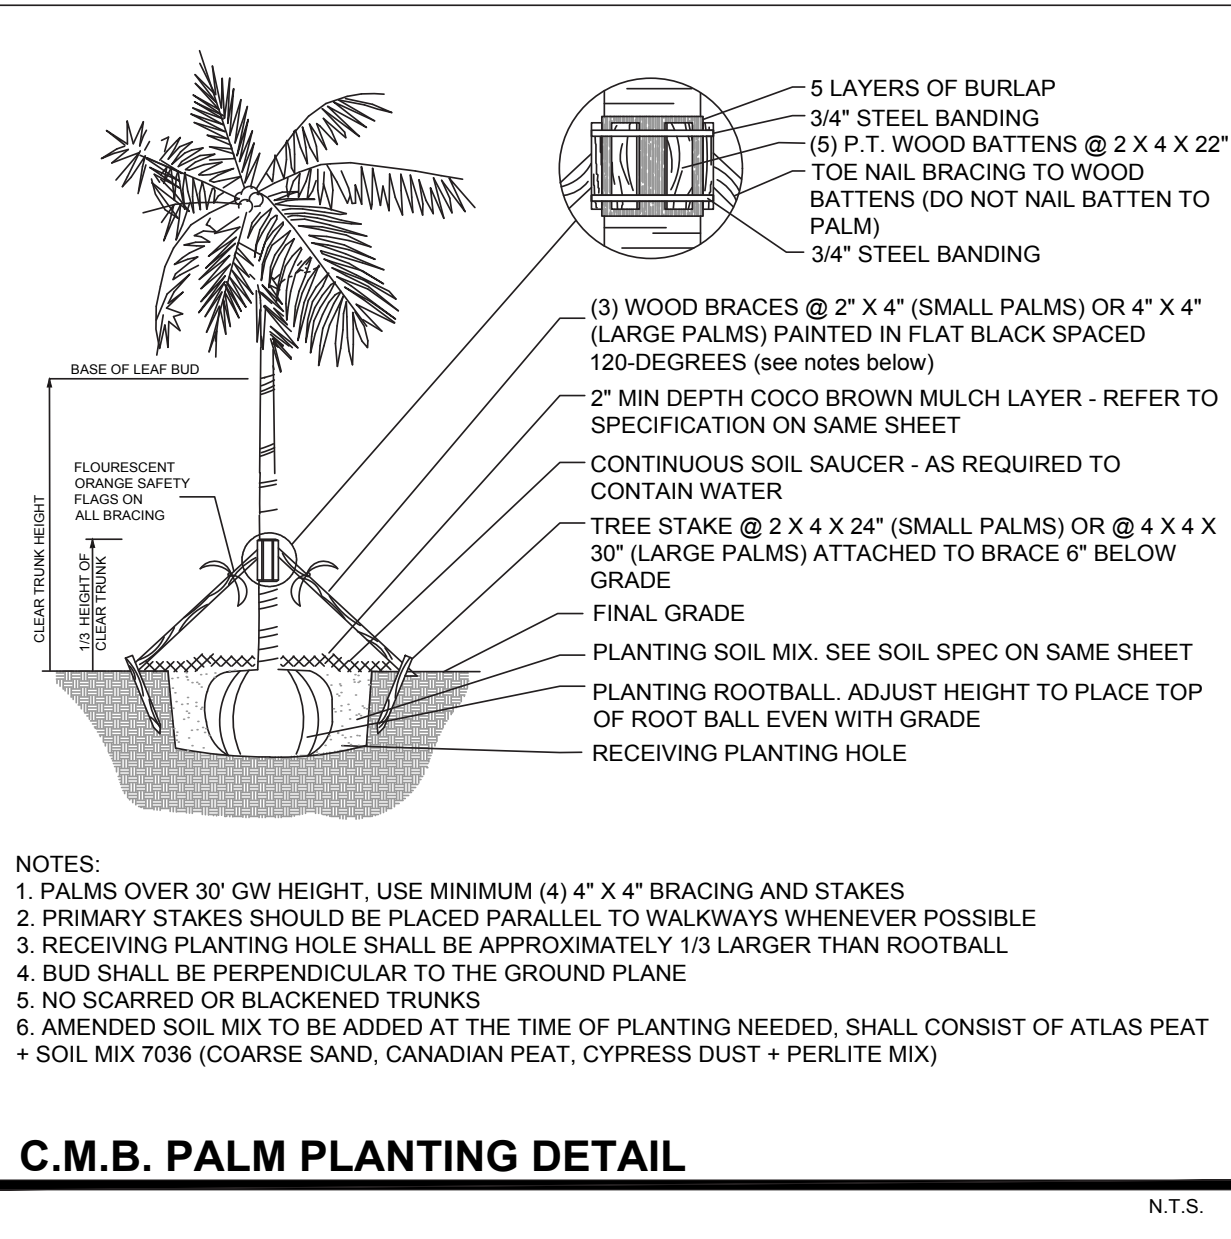 5 LAYERS OF BURLAP
3/4" STEEL BANDING
(5) P.T. WOOD BATTENS @ 2 X 4 X 22"
TOE NAIL BRACING TO WOOD
BATTENS (DO NOT NAIL BATTEN TO
PALM)
3/4" STEEL BANDING
(3) WOOD BRACES @ 2" X 4" (SMALL PALMS) OR 4" X 4"
(LARGE PALMS) PAINTED IN FLAT BLACK SPACED
120-DEGREES (see notes below)
BASE OF LEAF BUD
2" MIN DEPTH COCO BROWN MULCH LAYER - REFER TO
SPECIFICATION ON SAME SHEET
FLOURESCENT
ORANGE SAFETY
FLAGS ON
ALL BRACING
CONTINUOUS SOIL SAUCER - AS REQUIRED TO
CONTAIN WATER
CLEAR TRUNK HEIGHT
1/3 HEIGHT OF
CLEAR TRUNK
TREE STAKE @ 2 X 4 X 24" (SMALL PALMS) OR @ 4 X 4 X
30" (LARGE PALMS) ATTACHED TO BRACE 6" BELOW
GRADE
FINAL GRADE
PLANTING SOIL MIX. SEE SOIL SPEC ON SAME SHEET
PLANTING ROOTBALL. ADJUST HEIGHT TO PLACE TOP
OF ROOT BALL EVEN WITH GRADE
RECEIVING PLANTING HOLE
NOTES:
1. PALMS OVER 30' GW HEIGHT, USE MINIMUM (4) 4" X 4" BRACING AND STAKES
2. PRIMARY STAKES SHOULD BE PLACED PARALLEL TO WALKWAYS WHENEVER POSSIBLE
3. RECEIVING PLANTING HOLE SHALL BE APPROXIMATELY 1/3 LARGER THAN ROOTBALL
4. BUD SHALL BE PERPENDICULAR TO THE GROUND PLANE
5. NO SCARRED OR BLACKENED TRUNKS
6. AMENDED SOIL MIX TO BE ADDED AT THE TIME OF PLANTING NEEDED, SHALL CONSIST OF ATLAS PEAT
+ SOIL MIX 7036 (COARSE SAND, CANADIAN PEAT, CYPRESS DUST + PERLITE MIX)
C.M.B. PALM PLANTING DETAIL
N.T.S.